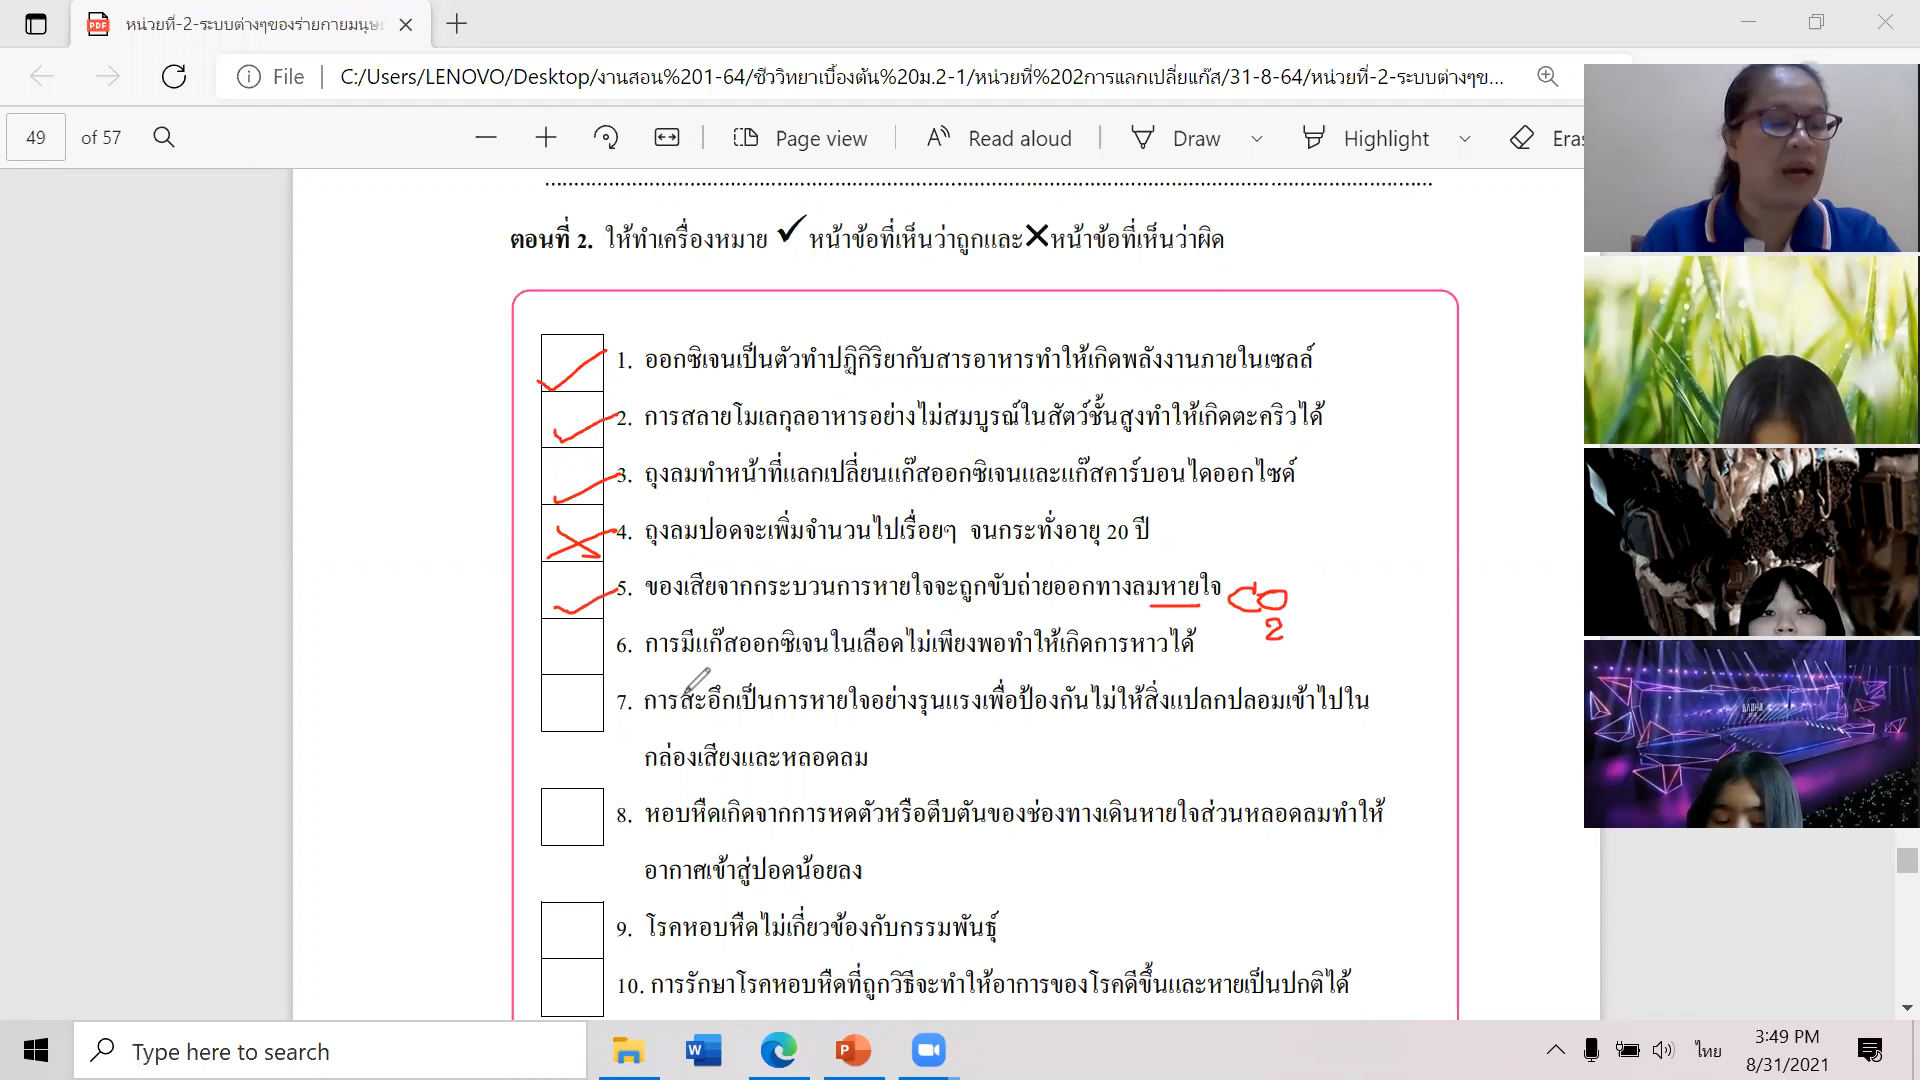 หน่วยที่-2-ระบบต่างๆของร่ายกายมนุษ
File
C:/Users/LENOVO/Desktop/งานสอน%201-64/ชีววิทยาเบื้องต้น%20ม.2-1/หน่วยที่%202การแลกเปลี่ยแก๊ส/31-8-64/หน่วยที่-2-ระบบต่างๆข...
49 of 57
Page view
Read aloud
Draw
Highlight
Eras
ตอนที่ 2. ให้ทำเครื่องหมาย ✓ หน้าข้อที่เห็นว่าถูกและ✕หน้าข้อที่เห็นว่าผิด
1. ออกซิเจนเป็นตัวทำปฏิกิริยากับสารอาหารทำให้เกิดพลังงานภายในเซลล์
2. การสลายโมเลกุลอาหารอย่างไม่สมบูรณ์ในสัตว์ชั้นสูงทำให้เกิดตะคริวได้
3. ถุงลมทำหน้าที่แลกเปลี่ยนแก๊สออกซิเจนและแก๊สคาร์บอนไดออกไซด์
4. ถุงลมปอดจะเพิ่มจำนวนไปเรื่อยๆ จนกระทั่งอายุ 20 ปี
5. ของเสียจากกระบวนการหายใจจะถูกขับถ่ายออกทางลมหายใจ CO2
6. การมีแก๊สออกซิเจนในเลือดไม่เพียงพอทำให้เกิดการหาวได้
7. การสะอึกเป็นการหายใจอย่างรุนแรงเพื่อป้องกันไม่ให้สิ่งแปลกปลอมเข้าไปใน
กล่องเสียงและหลอดลม
8. หอบหืดเกิดจากการหดตัวหรือตีบตันของช่องทางเดินหายใจส่วนหลอดลมทำให้
อากาศเข้าสู่ปอดน้อยลง
9. โรคหอบหืดไม่เกี่ยวข้องกับกรรมพันธุ์
10. การรักษาโรคหอบหืดที่ถูกวิธีจะทำให้อาการของโรคดีขึ้นและหายเป็นปกติได้
Type here to search
ไทย
3:49 PM
8/31/2021